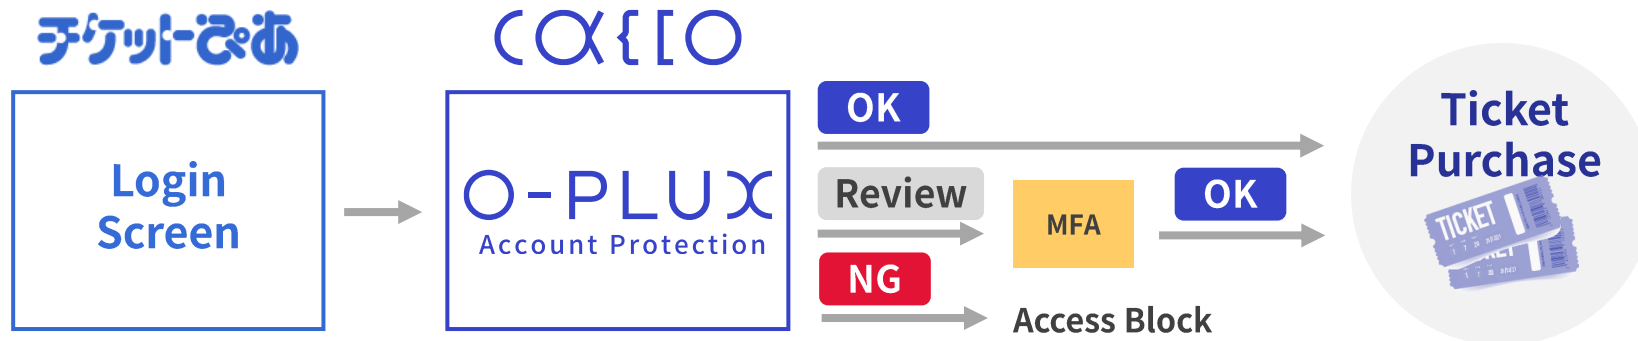 チケットぴあ
CACCO
Login
Screen
O-PLUX
Account Protection
OK
Review
NG
MFA
OK
Access Block
Ticket
Purchase
TICKET